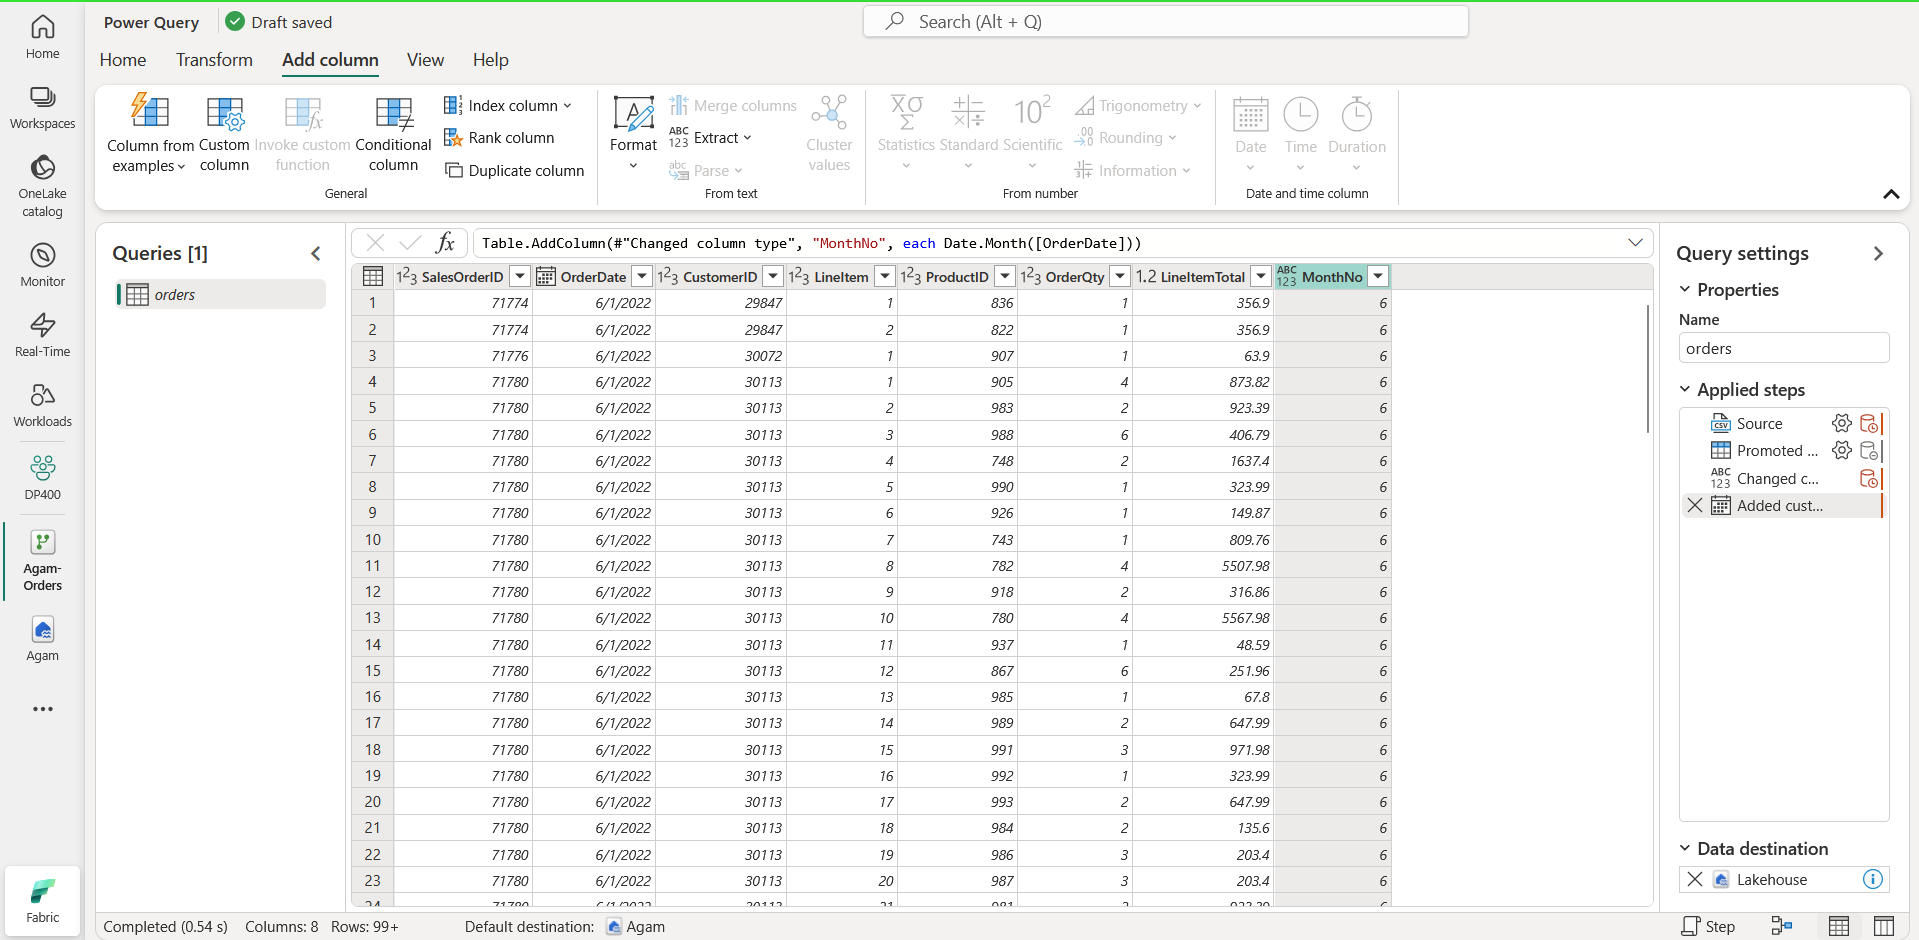 Power Query
Draft saved
Search (Alt + Q)
Home
Transform
Add column
View
Help
Column from examples
Custom column
Invoke custom function
Conditional column
Index column
Rank column
Duplicate column
General
Format
Merge columns
Extract
Parse
Cluster values
From text
Statistics
Standard
Scientific
10²
Trigonometry
Rounding
Information
From number
Date
Time
Duration
Date and time column
Home
Workspaces
OneLake catalog
Monitor
Real-Time
Workloads
DP400
Agam-Orders
Agam
Fabric
Queries [1]
orders
fx Table.AddColumn(#"Changed column type", "MonthNo", each Date.Month([OrderDate]))
SalesOrderID OrderDate CustomerID LineItem ProductID OrderQty 1.2 LineItemTotal ABC 123 MonthNo
1 71774 6/1/2022 29847 1 836 1 356.9 6
2 71774 6/1/2022 29847 2 822 1 356.9 6
3 71776 6/1/2022 30072 1 907 1 63.9 6
4 71780 6/1/2022 30113 1 905 4 873.82 6
5 71780 6/1/2022 30113 2 983 2 923.39 6
6 71780 6/1/2022 30113 3 988 6 406.79 6
7 71780 6/1/2022 30113 4 748 2 1637.4 6
8 71780 6/1/2022 30113 5 990 1 323.99 6
9 71780 6/1/2022 30113 6 926 1 149.87 6
10 71780 6/1/2022 30113 7 743 1 809.76 6
11 71780 6/1/2022 30113 8 782 4 5507.98 6
12 71780 6/1/2022 30113 9 918 2 316.86 6
13 71780 6/1/2022 30113 10 780 4 5567.98 6
14 71780 6/1/2022 30113 11 937 1 48.59 6
15 71780 6/1/2022 30113 12 867 6 251.96 6
16 71780 6/1/2022 30113 13 985 1 67.8 6
17 71780 6/1/2022 30113 14 989 2 647.99 6
18 71780 6/1/2022 30113 15 991 3 971.98 6
19 71780 6/1/2022 30113 16 992 1 323.99 6
20 71780 6/1/2022 30113 17 993 2 647.99 6
21 71780 6/1/2022 30113 18 984 2 135.6 6
22 71780 6/1/2022 30113 19 986 3 203.4 6
23 71780 6/1/2022 30113 20 987 3 203.4 6
Query settings
Properties
Name
orders
Applied steps
Source
Promoted ...
Changed c...
Added cust...
Data destination
Lakehouse
Completed (0.54 s) Columns: 8 Rows: 99+
Default destination: Agam
Step